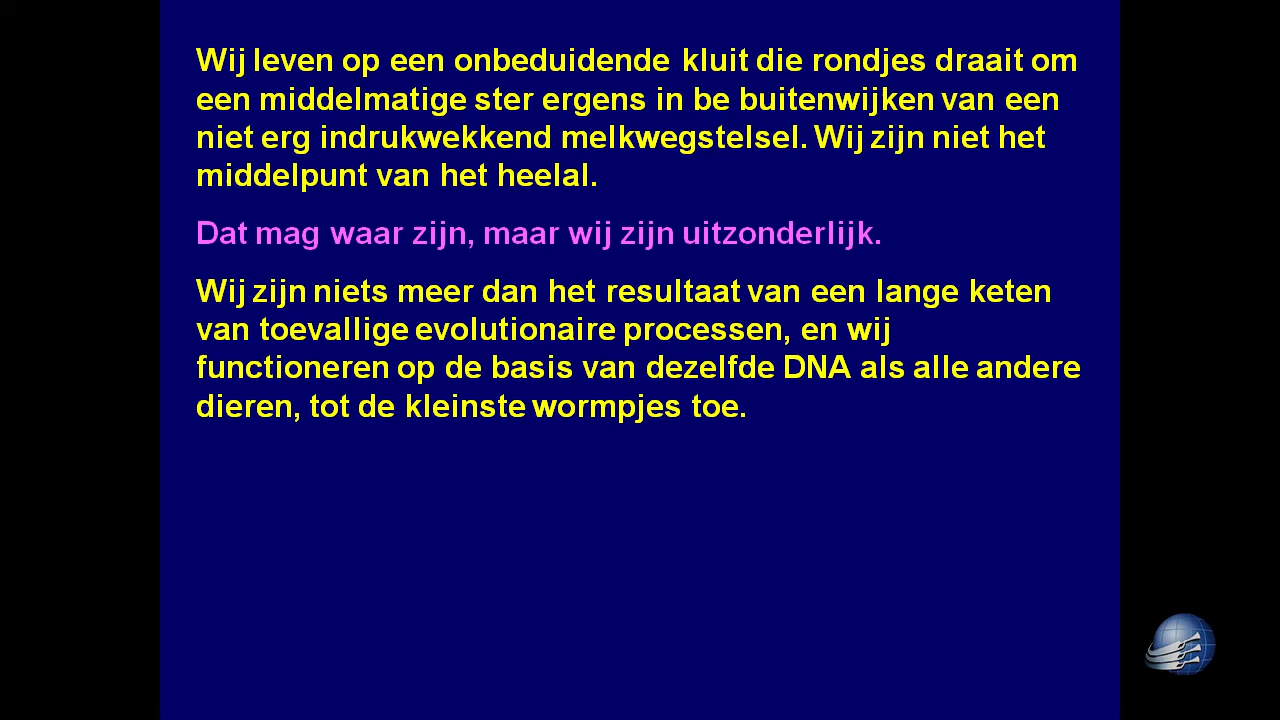 Wij leven op een onbeduidende kluit die rondjes draait om
een middelmatige ster ergens in be buitenwijken van een
niet erg indrukwekkend melkwegstelsel. Wij zijn niet het
middelpunt van het heelal.
Dat mag waar zijn, maar wij zijn uitzonderlijk.
Wij zijn niets meer dan het resultaat van een lange keten
van toevallige evolutionaire processen, en wij
functioneren op de basis van dezelfde DNA als alle andere
dieren, tot de kleinste wormpjes toe.